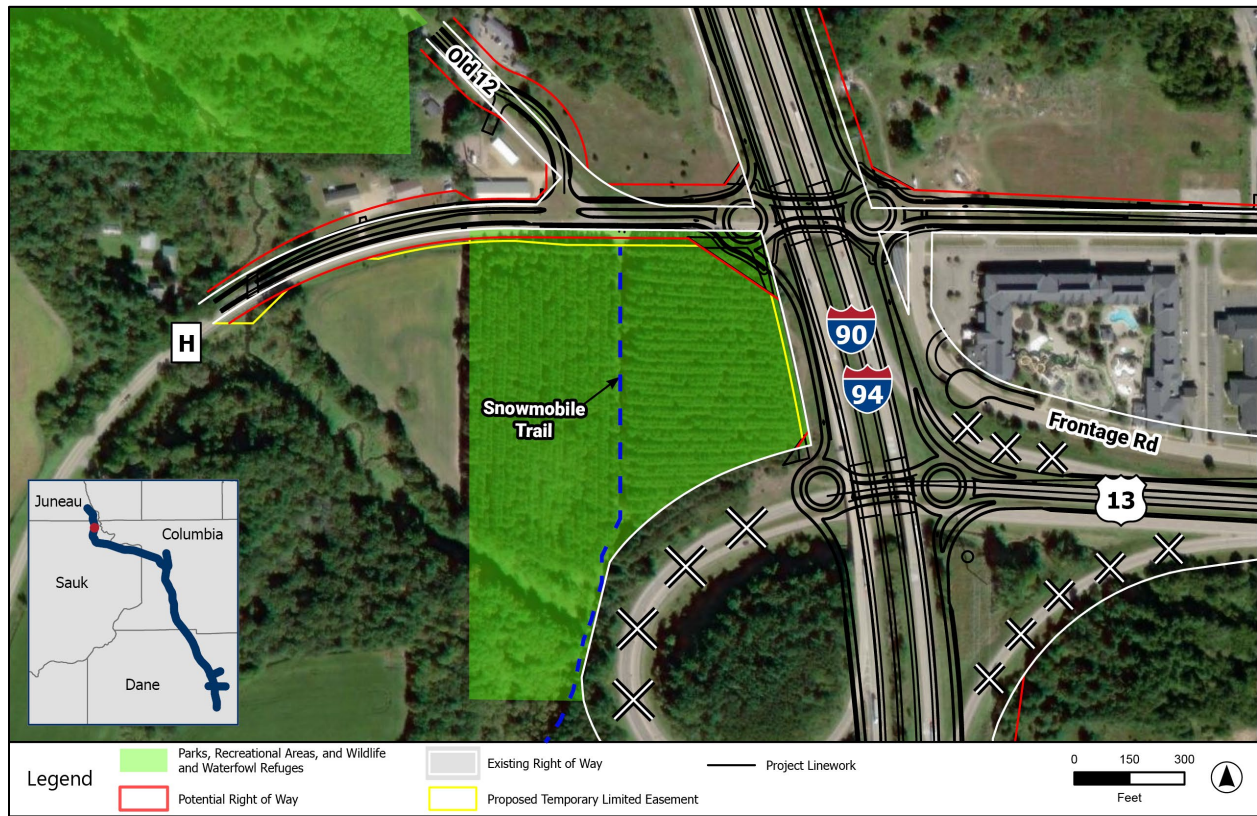 Old 12
H
90
94
Snowmobile
Trail
Frontage Rd
13
Juneau
Columbia
Sauk
Dane
Legend
Parks, Recreational Areas, and Wildlife
and Waterfowl Refuges
Potential Right of Way
Existing Right of Way
Proposed Temporary Limited Easement
Project Linework
0 150 300
Feet